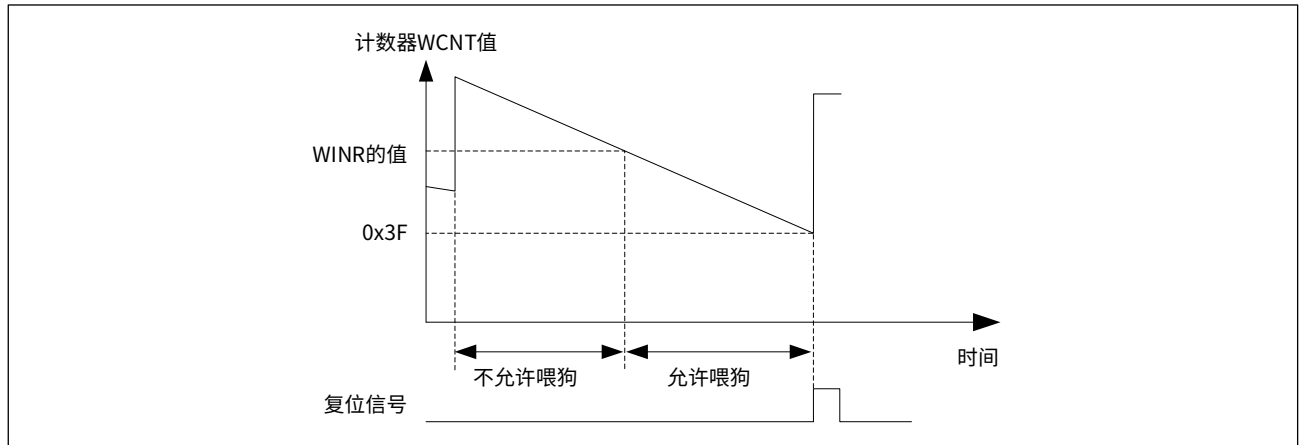 计数器WCNT值
WINR的值
0x3F
时间
不允许喂狗
允许喂狗
复位信号